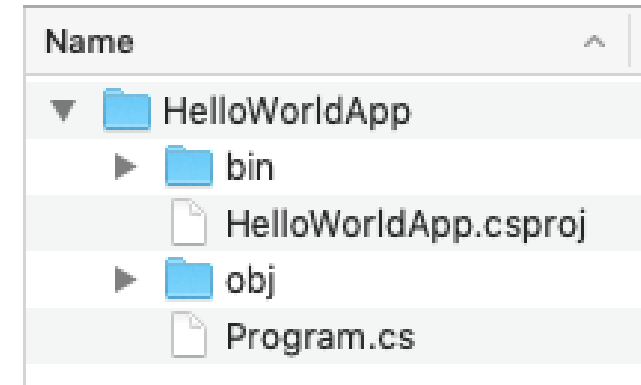 Name
HelloWorldApp
bin
HelloWorldApp.csproj
obj
Program.cs